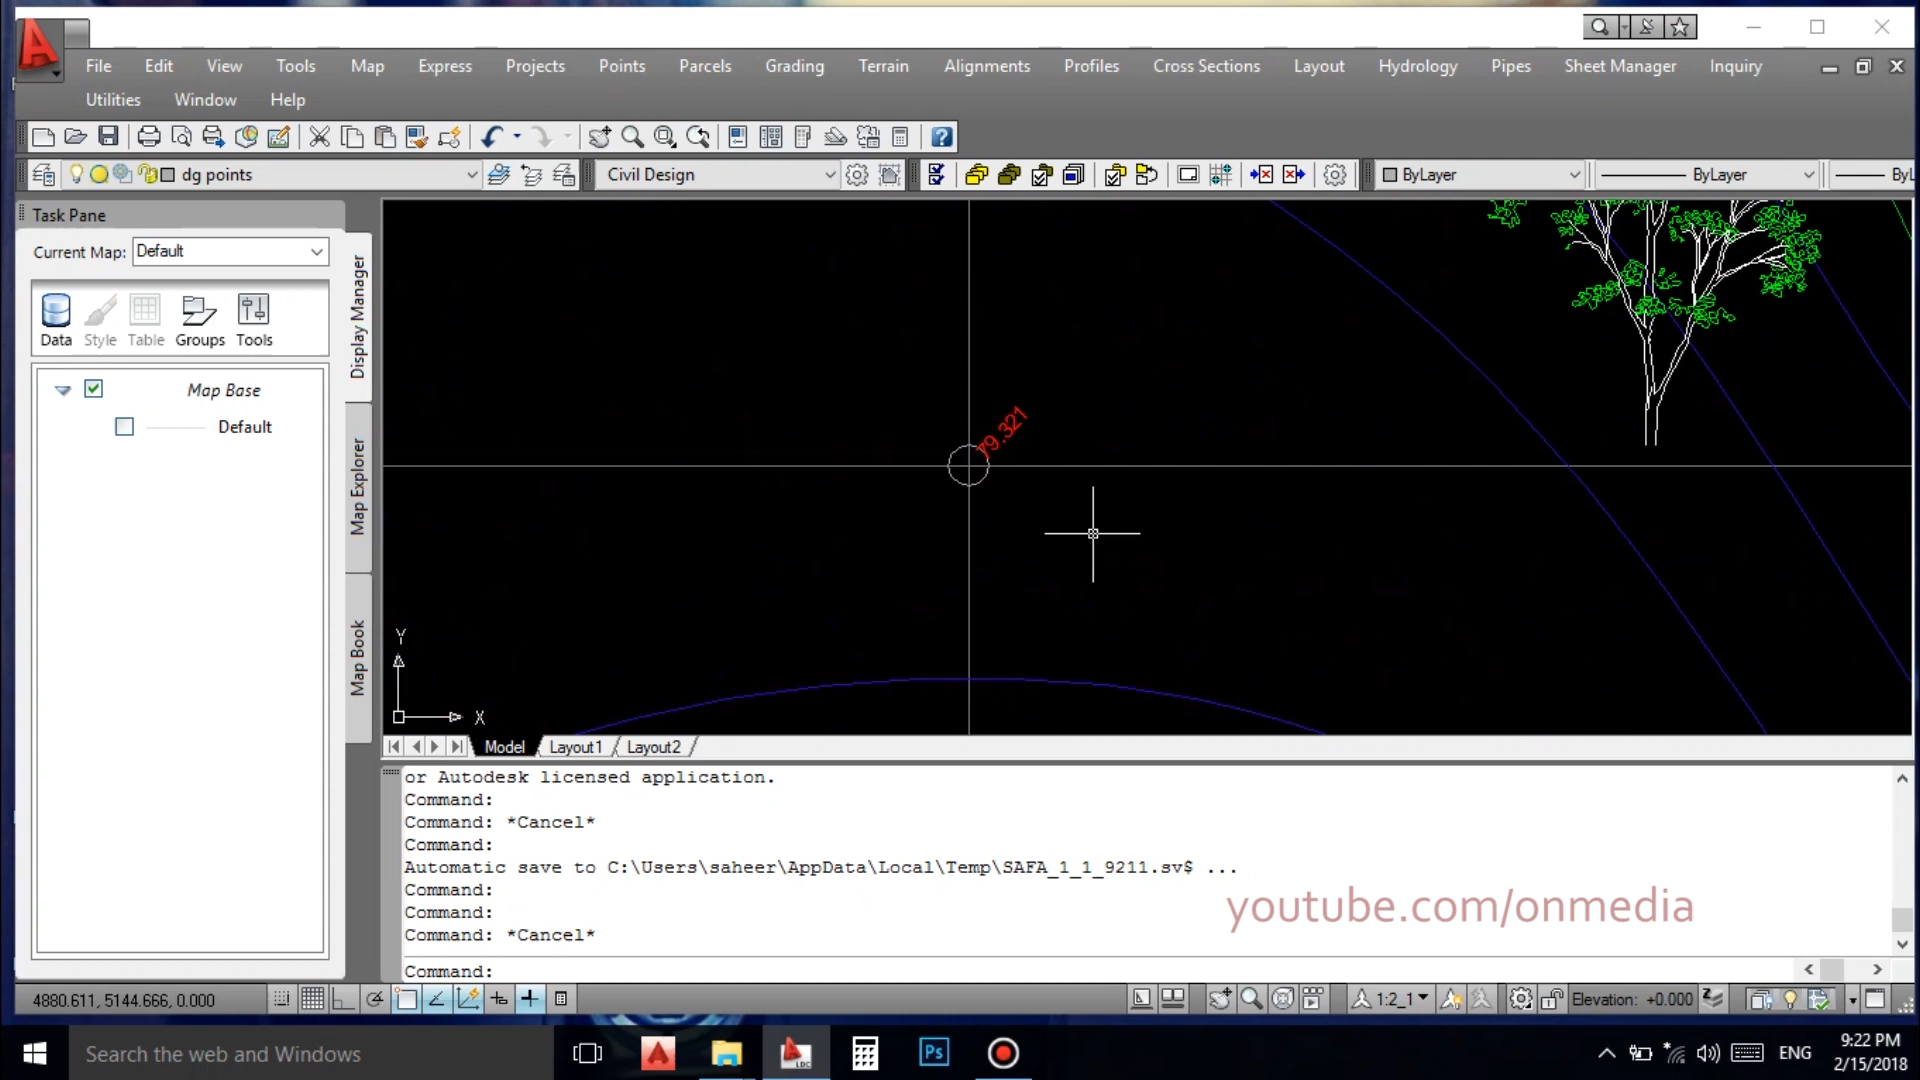 File Edit View Tools Map Express Projects Points Parcels Grading Terrain Alignments Profiles Cross Sections Layout Hydrology Pipes Sheet Manager Inquiry
Utilities Window Help
dg points
Civil Design
ByLayer
ByLayer
Task Pane
Current Map: Default
Data Style Table Groups Tools
Map Base
Default
Display Manager
Map Explorer
Map Book
79.321
Y
X
Model Layout1 Layout2
or Autodesk licensed application.
Command:
Command: *Cancel*
Command:
Automatic save to C:\Users\saheer\AppData\Local\Temp\SAFA_1_1_9211.sv$ ...
Command:
Command:
Command: *Cancel*
Command:
youtube.com/onmedia
4880.611, 5144.666, 0.000
1:2_1
Elevation: +0.000
Search the web and Windows
LDC
Ps
ENG
9:22 PM
2/15/2018